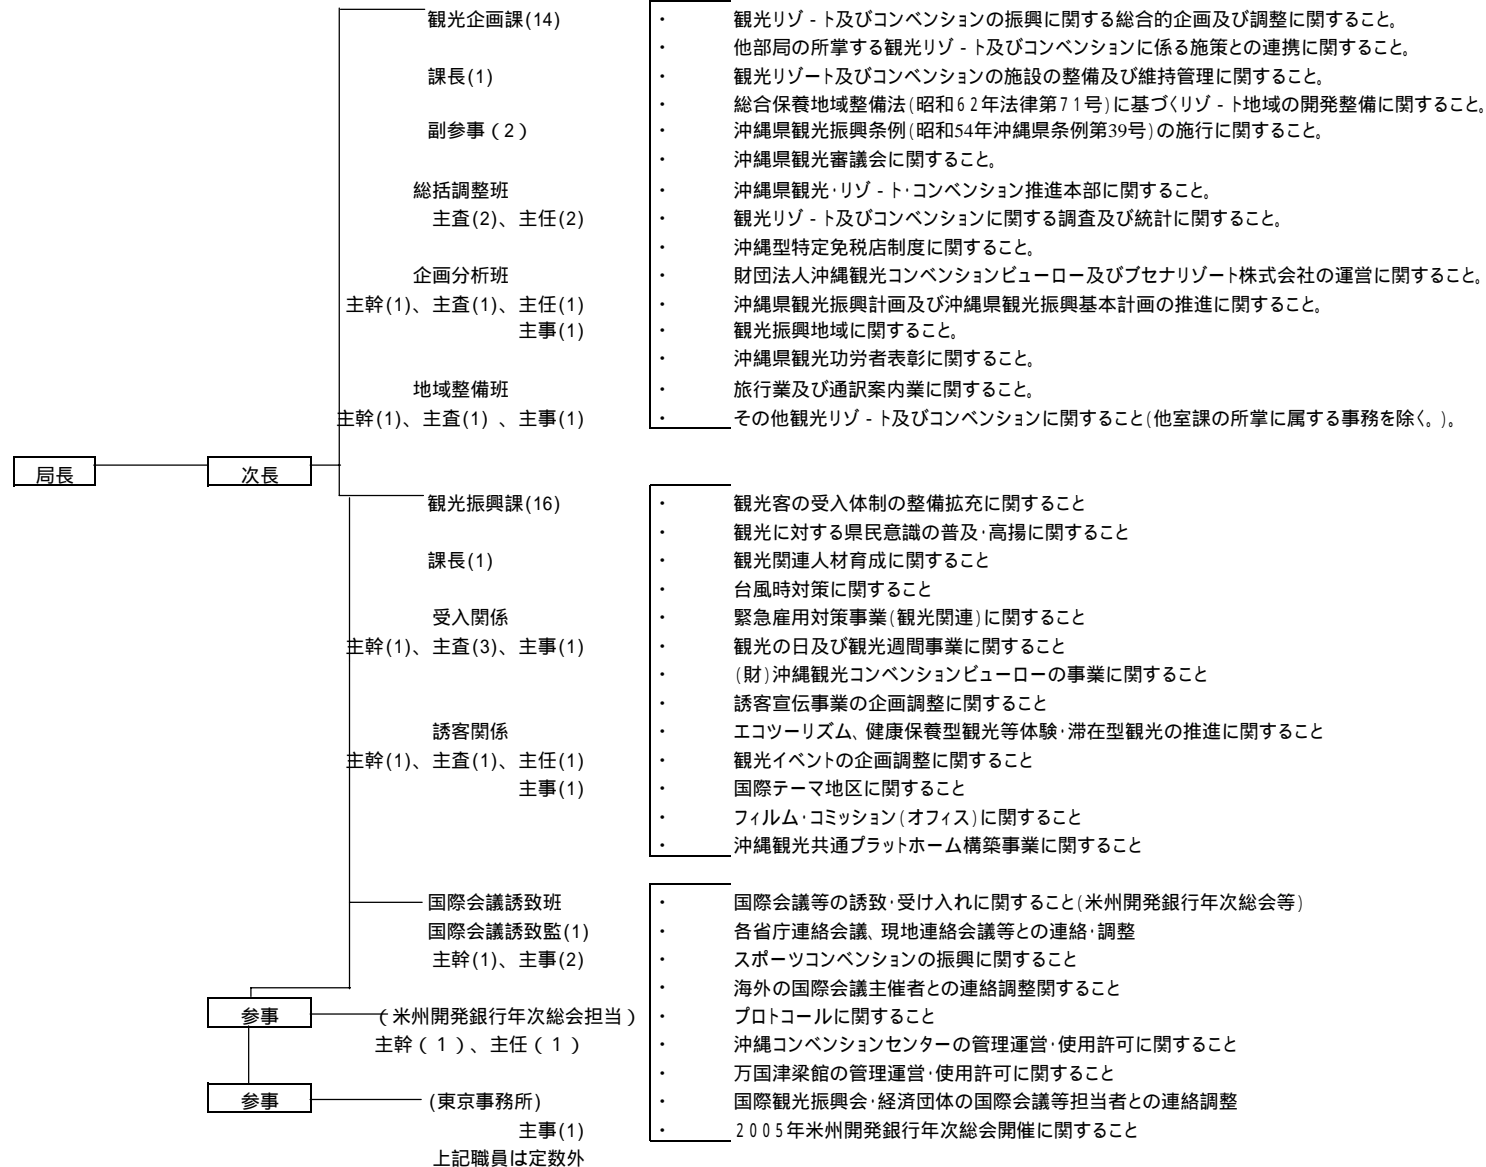 観光企画課(14)
・ 観光リゾ-ト及びコンベンションの振興に関する総合的企画及び調整に関すること。
・ 他部局の所掌する観光リゾ-ト及びコンベンションに係る施策との連携に関すること。
課長(1)
・ 観光リゾート及びコンベンションの施設の整備及び維持管理に関すること。
・ 総合保養地域整備法(昭和62年法律第71号)に基づくリゾ-ト地域の開発整備に関すること。
副参事(2)
・ 沖縄県観光振興条例(昭和54年沖縄県条例第39号)の施行に関すること。
・ 沖縄県観光審議会に関すること。
総括調整班
・ 沖縄県観光・リゾ-ト・コンベンション推進本部に関すること。
主査(2)、主任(2)
・ 観光リゾ-ト及びコンベンションに関する調査及び統計に関すること。
・ 沖縄型特定免税店制度に関すること。
企画分析班
・ 財団法人沖縄観光コンベンションビューロー及びブセナリゾート株式会社の運営に関すること。
主幹(1)、主査(1)、主任(1)
・ 沖縄県観光振興計画及び沖縄県観光振興基本計画の推進に関すること。
主事(1)
・ 観光振興地域に関すること。
・ 沖縄県観光功労者表彰に関すること。
地域整備班
・ 旅行業及び通訳案内業に関すること。
主幹(1)、主査(1) 、主事(1)
・ その他観光リゾ-ト及びコンベンションに関すること(他室課の所掌に属する事務を除く。)。
局長
次長
観光振興課(16)
・ 観光客の受入体制の整備拡充に関すること
・ 観光に対する県民意識の普及・高揚に関すること
課長(1)
・ 観光関連人材育成に関すること
・ 台風時対策に関すること
受入関係
・ 緊急雇用対策事業(観光関連)に関すること
主幹(1)、主査(3)、主事(1)
・ 観光の日及び観光週間事業に関すること
・ (財)沖縄観光コンベンションビューローの事業に関すること
・ 誘客宣伝事業の企画調整に関すること
誘客関係
・ エコツーリズム、健康保養型観光等体験・滞在型観光の推進に関すること
主幹(1)、主査(1)、主任(1)
・ 観光イベントの企画調整に関すること
主事(1)
・ 国際テーマ地区に関すること
・ フィルム・コミッション(オフィス)に関すること
・ 沖縄観光共通プラットホーム構築事業に関すること
国際会議誘致班
・ 国際会議等の誘致・受け入れに関すること(米州開発銀行年次総会等)
国際会議誘致監(1)
・ 各省庁連絡会議、現地連絡会議等との連絡・調整
主幹(1)、主事(2)
・ スポーツコンベンションの振興に関すること
・ 海外の国際会議主催者との連絡調整関すること
参事
(米州開発銀行年次総会担当)
・ プロトコールに関すること
主幹(1)、主任(1)
・ 沖縄コンベンションセンターの管理運営・使用許可に関すること
・ 万国津梁館の管理運営・使用許可に関すること
参事
(東京事務所)
・ 国際観光振興会・経済団体の国際会議等担当者との連絡調整
主事(1)
・ 2005年米州開発銀行年次総会開催に関すること
上記職員は定数外